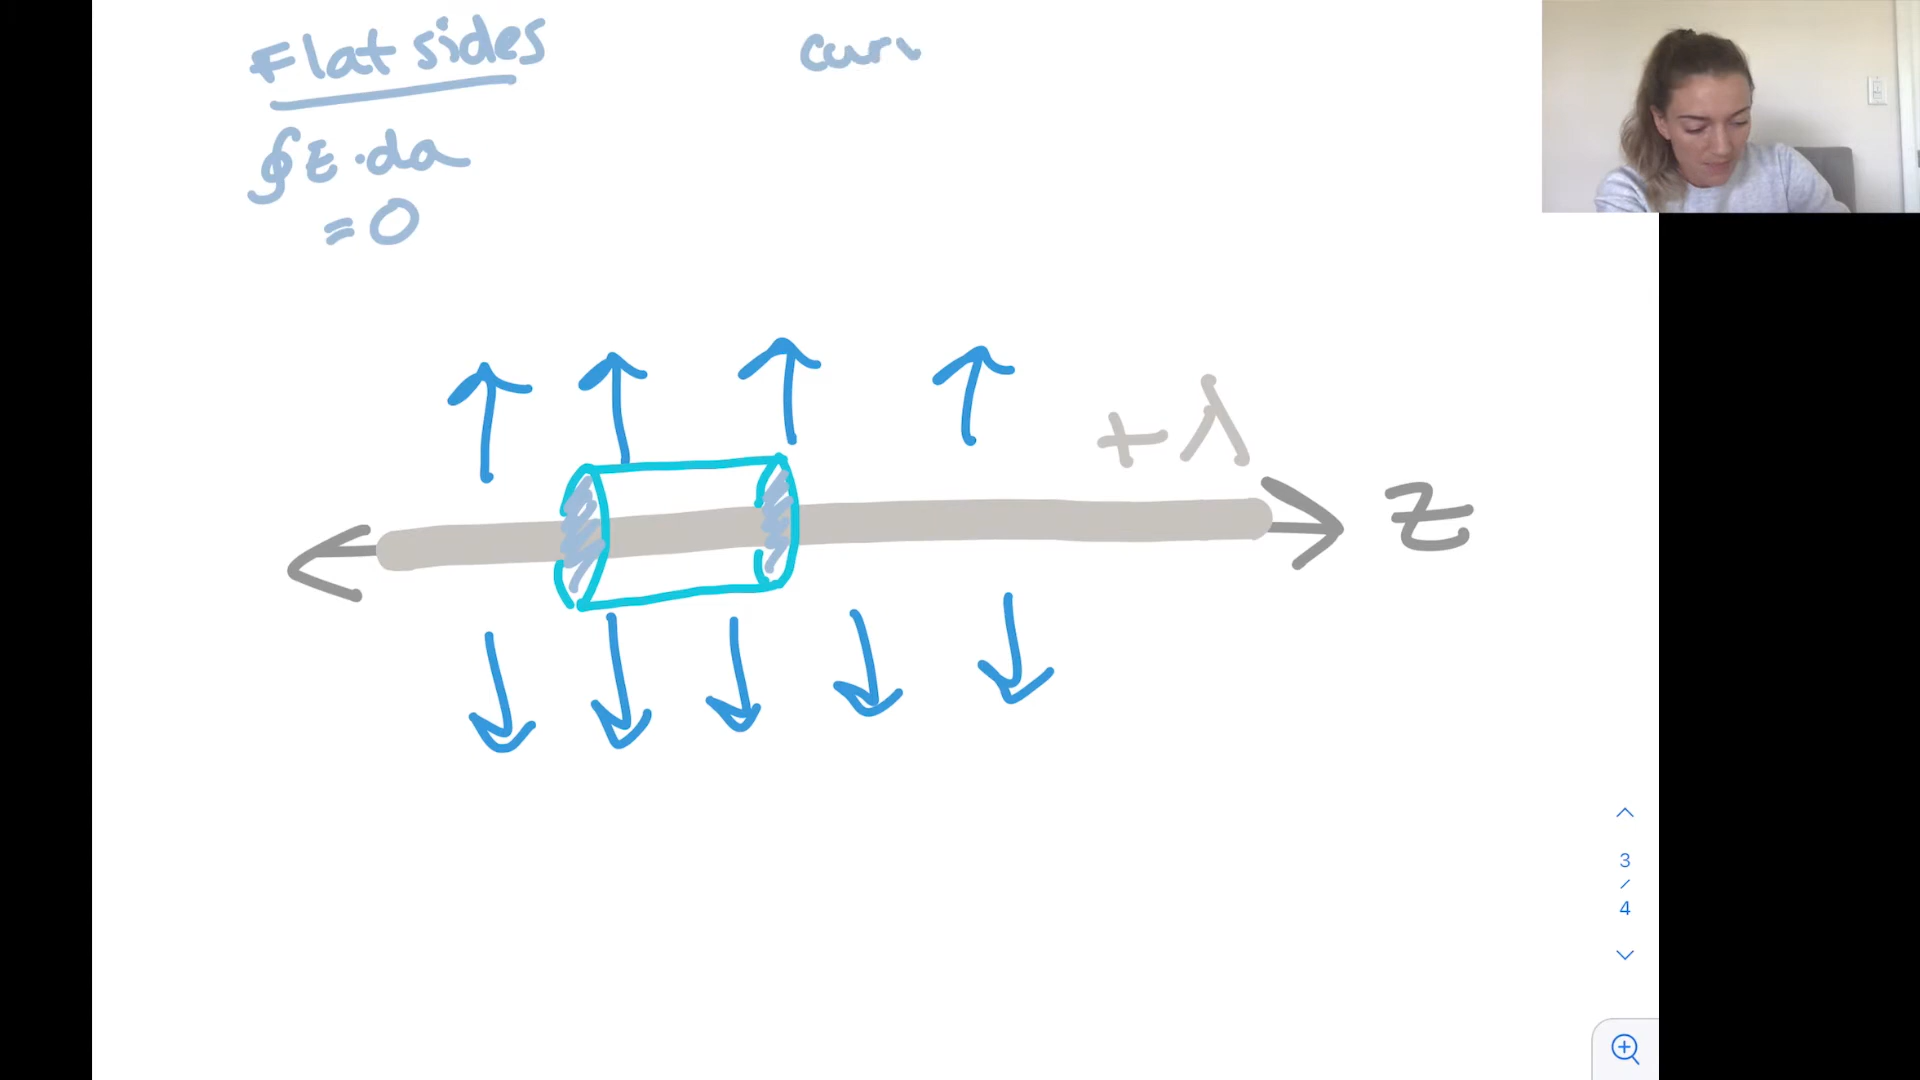 Flat sides
curv
∮E·da
= 0
+λ
Z
3
/
4